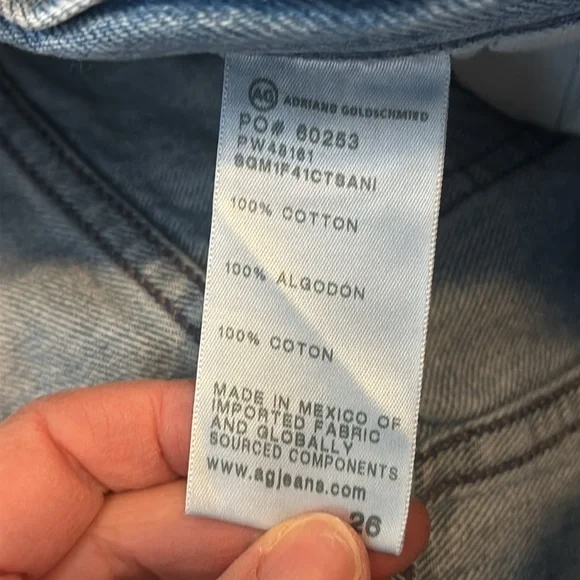 AG ADRIANO GOLDSCHMIED
PO# 60253
PW48161
SGM1F41CTSANI
100% COTTON
100% ALGODON
100% COTON
MADE IN MEXICO OF
IMPORTED FABRIC
AND GLOBALLY
SOURCED COMPONENTS
www.agjeans.com
26